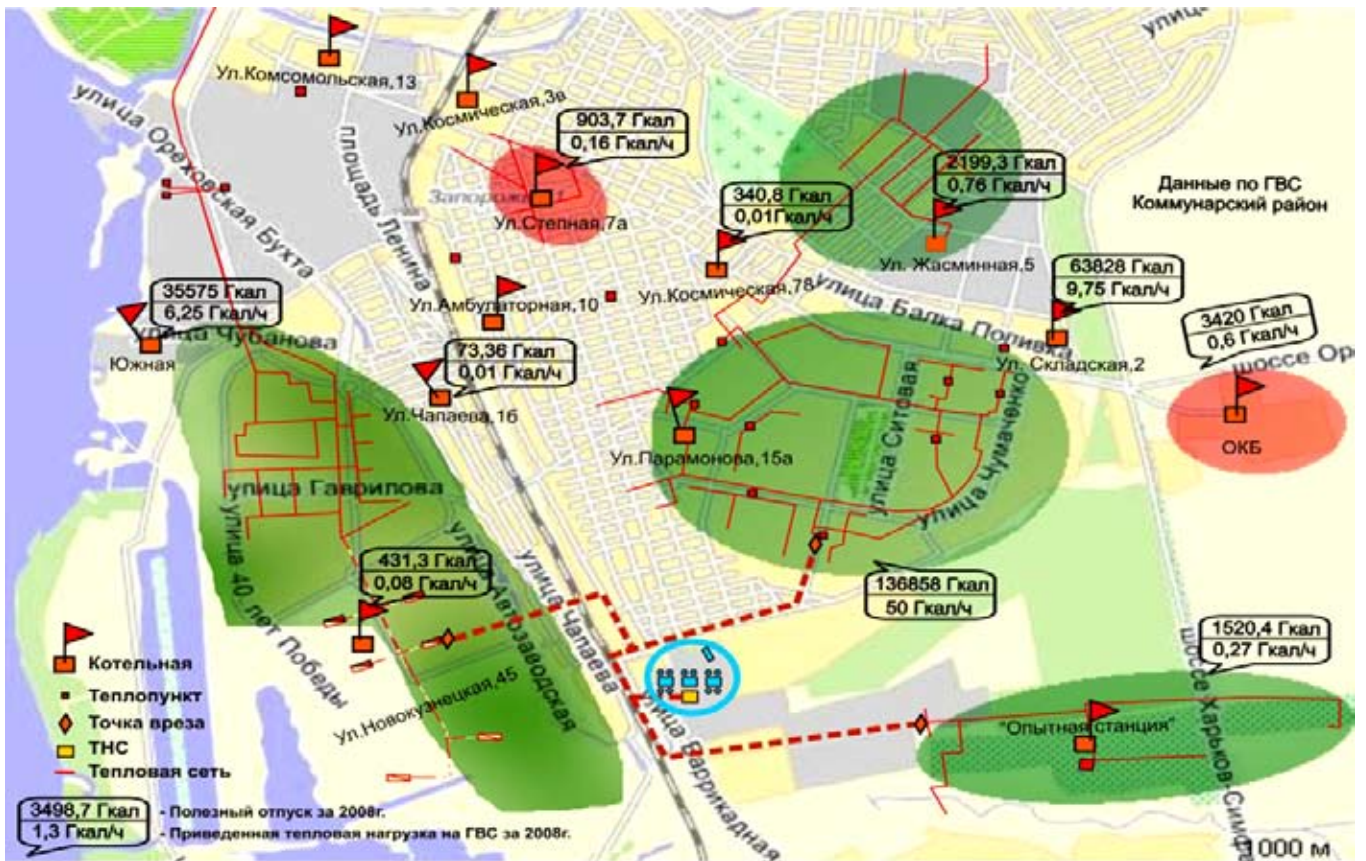 Ул.Комсомольская,13
Ул.Космическая,3в
улица Ореховская Бухта
площадь Ленина
903,7 Гкал
0,16 Гкал/ч
Ул.Степная,7а
340,8 Гкал
0,01Гкал/ч
Ул.Космическая,78
2199,3 Гкал
0,76 Гкал/ч
Ул. Жасминная,5
Данные по ГВС
Коммунарский район
63828 Гкал
9,75 Гкал/ч
улица Балка Поливка
Ул. Складская,2
3420 Гкал
0,6 Гкал/ч
шоссе Ор
ОКБ
35575 Гкал
6,25 Гкал/ч
улица Чубанова
Южная
Ул.Амбулаторная,10
73,36 Гкал
0,01 Гкал/ч
Ул.Чапаева,16
Ул.Парамонова,15а
улица Ситовая
улица Чумаченко
улица Гаврилова
улица 40 лет Победы
431,3 Гкал
0,08 Гкал/ч
улица Автозаводская
улица Чапаева
136858 Гкал
50 Гкал/ч
1520,4 Гкал
0,27 Гкал/ч
"Опытная станция"
шоссе Харьков-Симф
Ул.Новокузнецкая,45
улица Баррикадная
Котельная
Теплопункт
Точка вреза
ТНС
Тепловая сеть
3498,7 Гкал - Полезный отпуск за 2008г.
1,3 Гкал/ч - Приведенная тепловая нагрузка на ГВС за 2008г.
1000 м